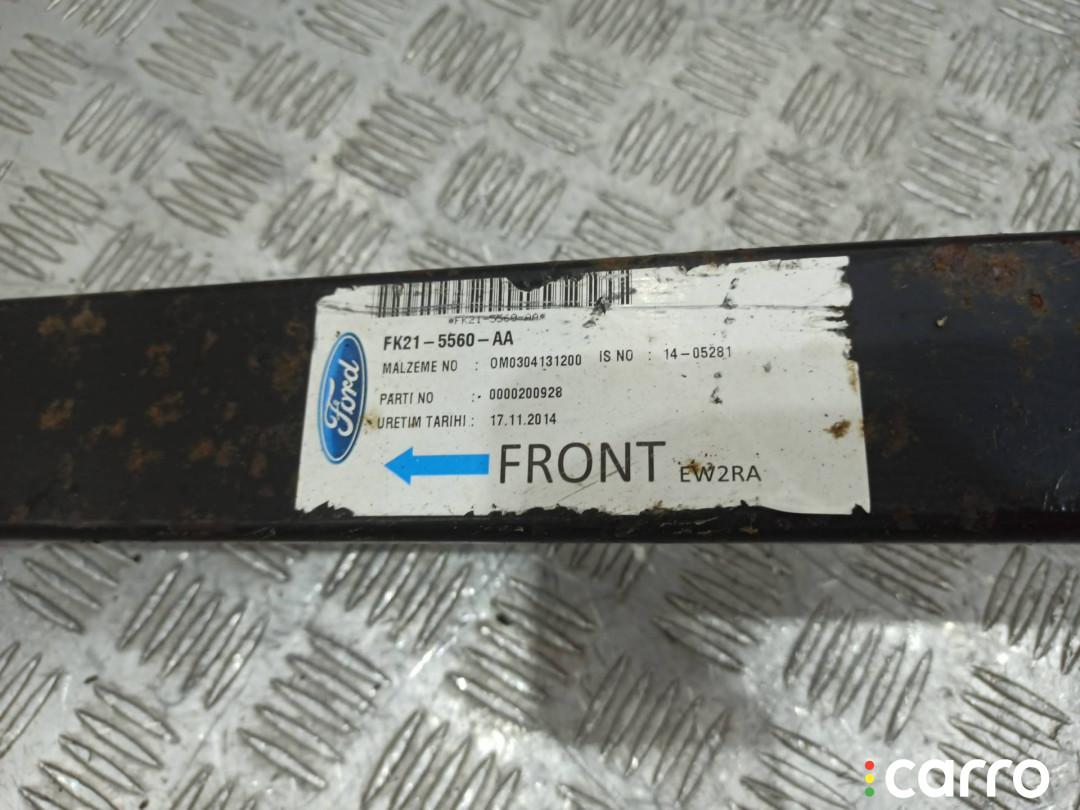 *FK21-5560-AA*
FK21-5560-AA
MALZEME NO : 0M0304131200 IS NO : 14-05281
PARTI NO : 0000200928
URETIM TARIHI : 17.11.2014
Ford
FRONT EW2RA
carro